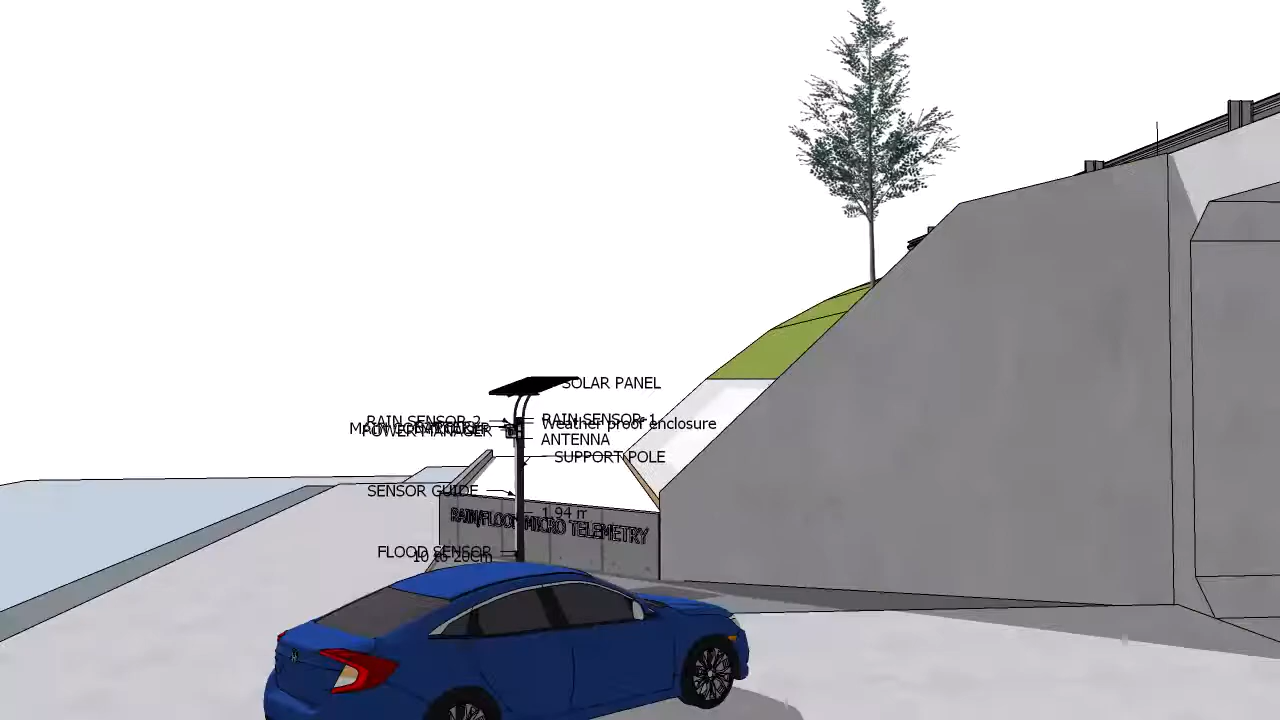 SOLAR PANEL
RAIN SENSOR-2
RAIN SENSOR-1
Weather proof enclosure
POWER MANAGER
ANTENNA
SUPPORT POLE
SENSOR GUIDE
1.94 m
RAIN/FLOOD MICRO TELEMETRY
FLOOD SENSOR
10 to 20cm